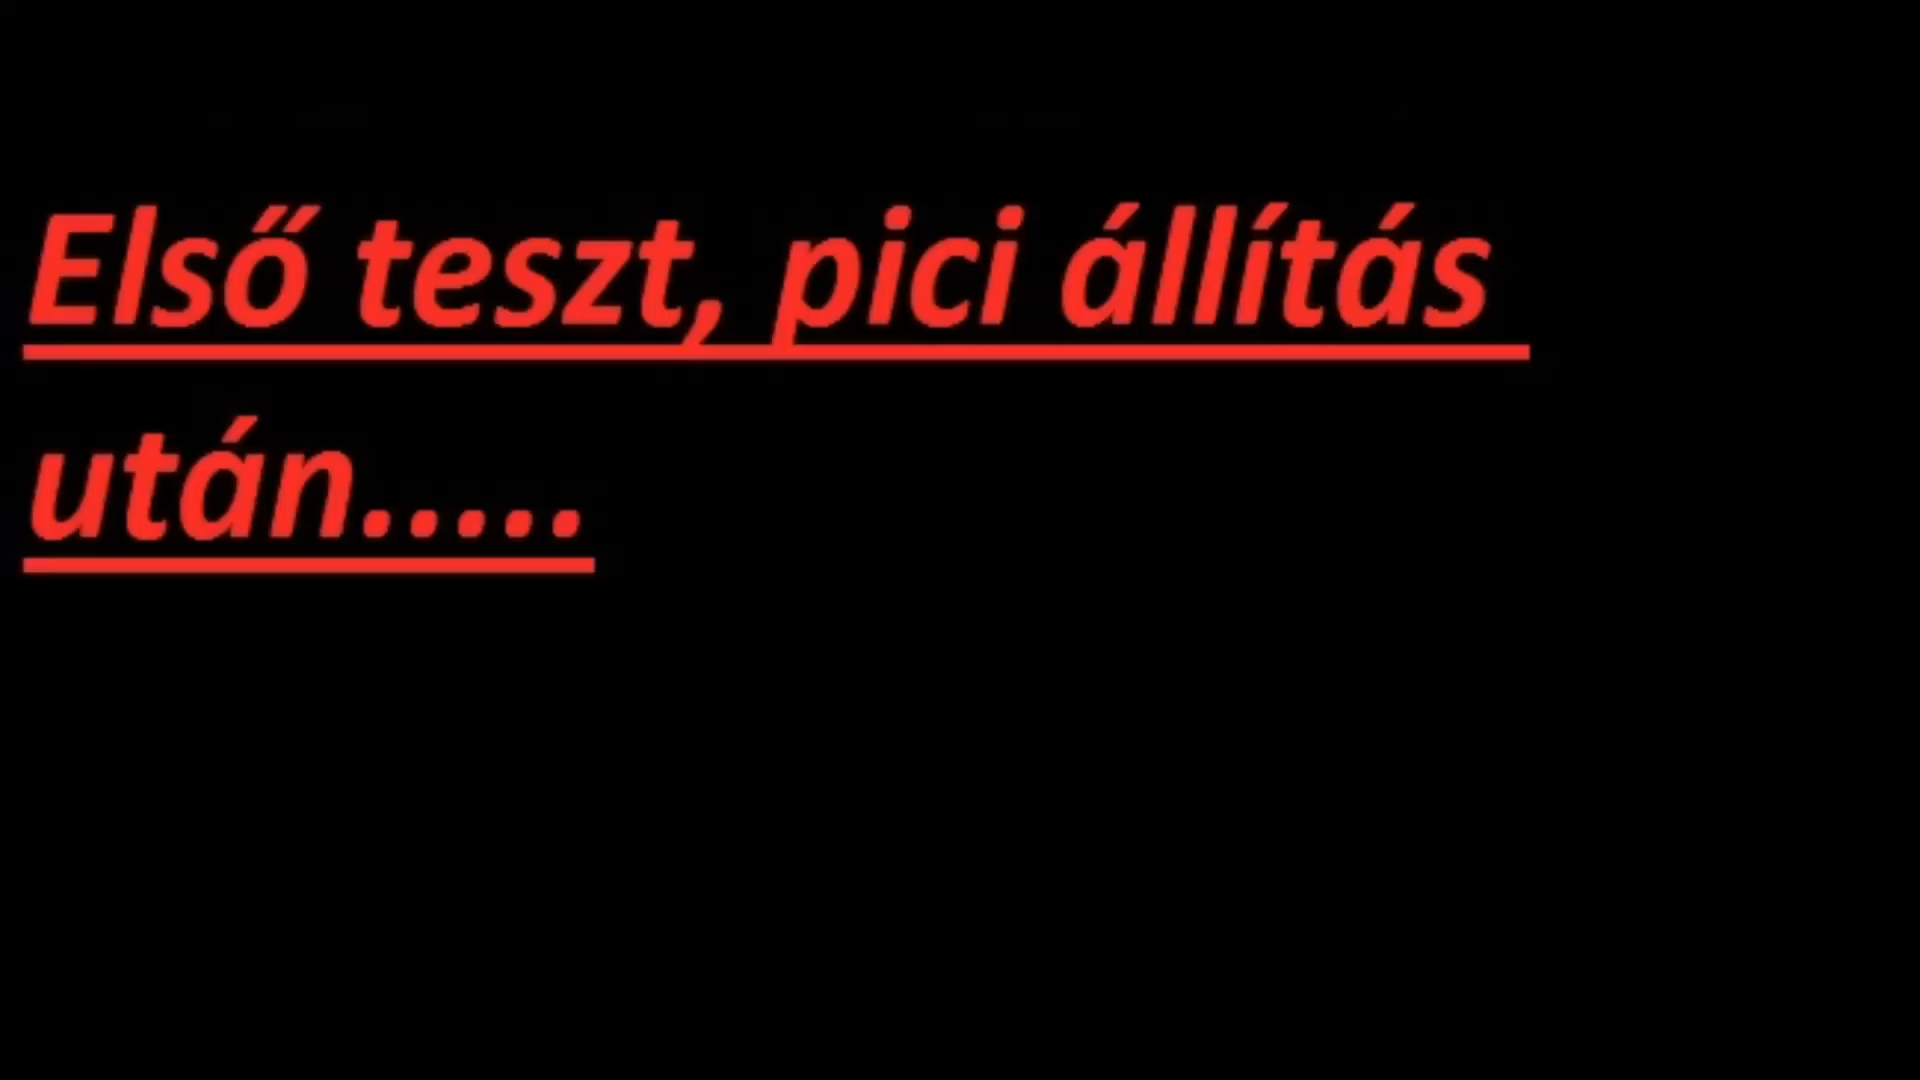 Első teszt, pici állítás
után.....